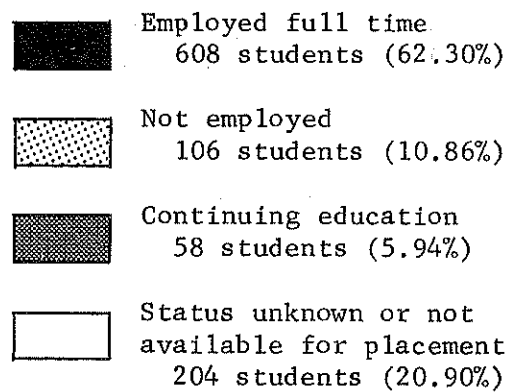 Employed full time
608 students (62.30%)
Not employed
106 students (10.86%)
Continuing education
58 students (5.94%)
Status unknown or not
available for placement
204 students (20.90%)